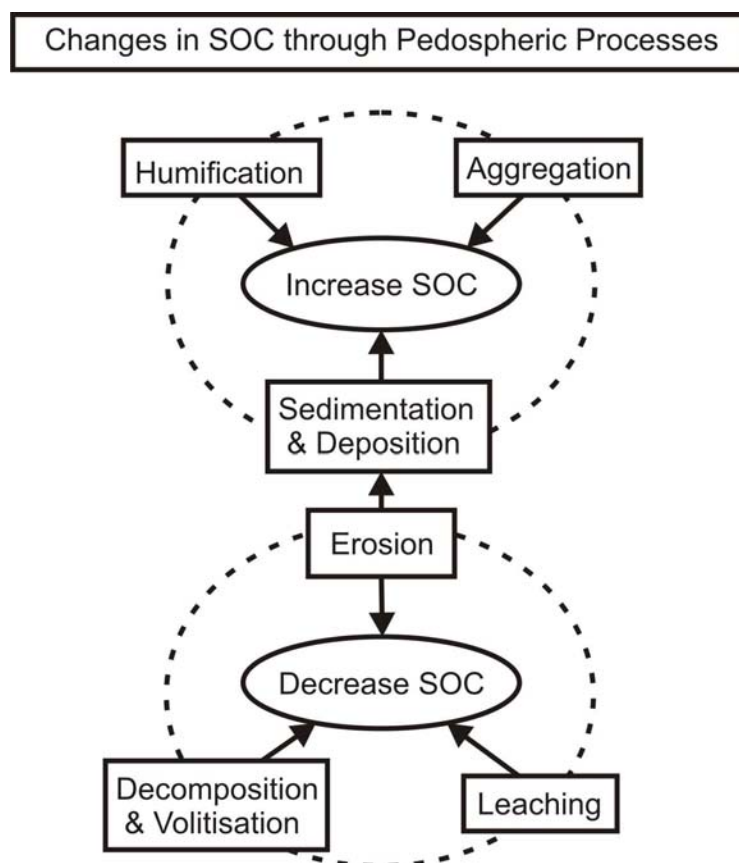 Changes in SOC through Pedospheric Processes
Humification
Aggregation
Increase SOC
Sedimentation
& Deposition
Erosion
Decrease SOC
Decomposition
& Volitisation
Leaching